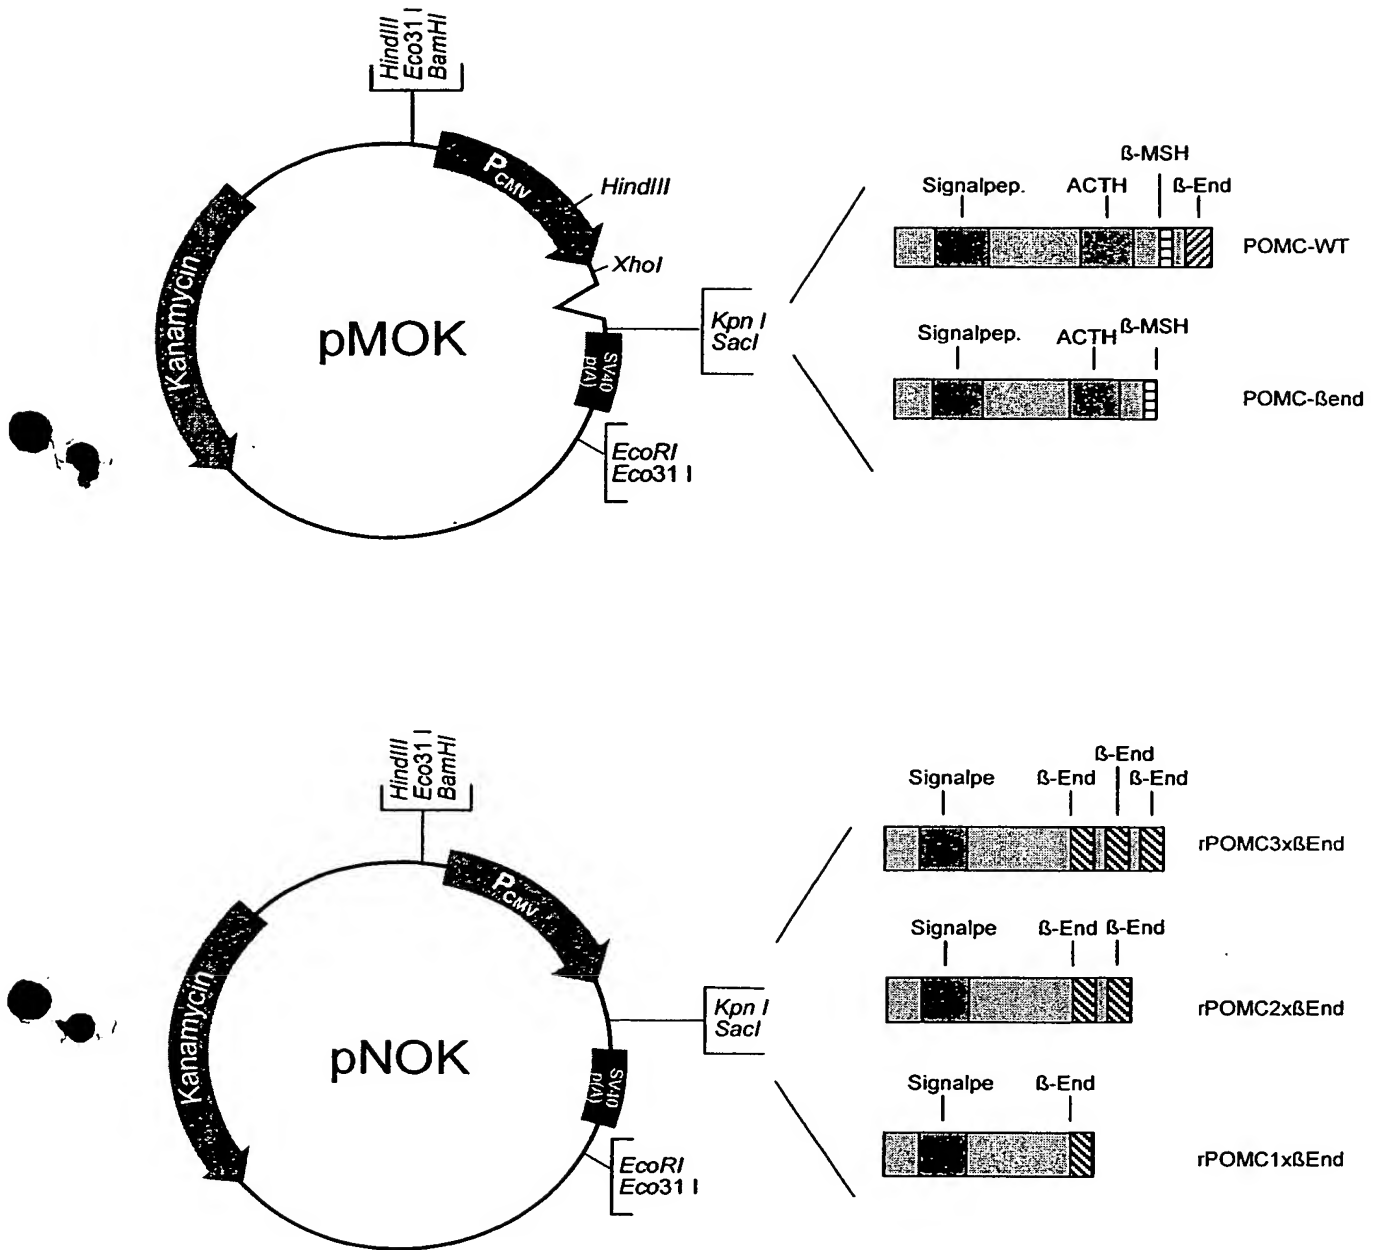 HindIII
Eco31 I
BamHI
PCMV
HindIII
XhoI
Kanamycin
pMOK
Kpn I
SacI
SV40
p(A)
EcoRI
Eco31 I
ß-MSH
Signalpep. ACTH ß-End
POMC-WT
Signalpep. ACTH ß-MSH
POMC-ßend
HindIII
Eco31 I
BamHI
PCMV
Kanamycin
pNOK
Kpn I
SacI
SV40
p(A)
EcoRI
Eco31 I
ß-End
Signalpe ß-End ß-End
rPOMC3xßEnd
Signalpe ß-End ß-End
rPOMC2xßEnd
Signalpe ß-End
rPOMC1xßEnd